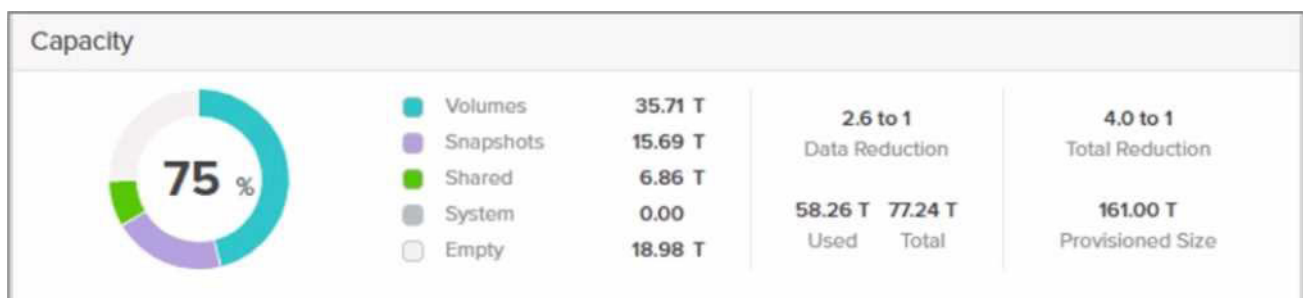 Capacity
75 %
Volumes 35.71 T
Snapshots 15.69 T
Shared 6.86 T
System 0.00
Empty 18.98 T
2.6 to 1
Data Reduction
58.26 T 77.24 T
Used Total
4.0 to 1
Total Reduction
161.00 T
Provisioned Size